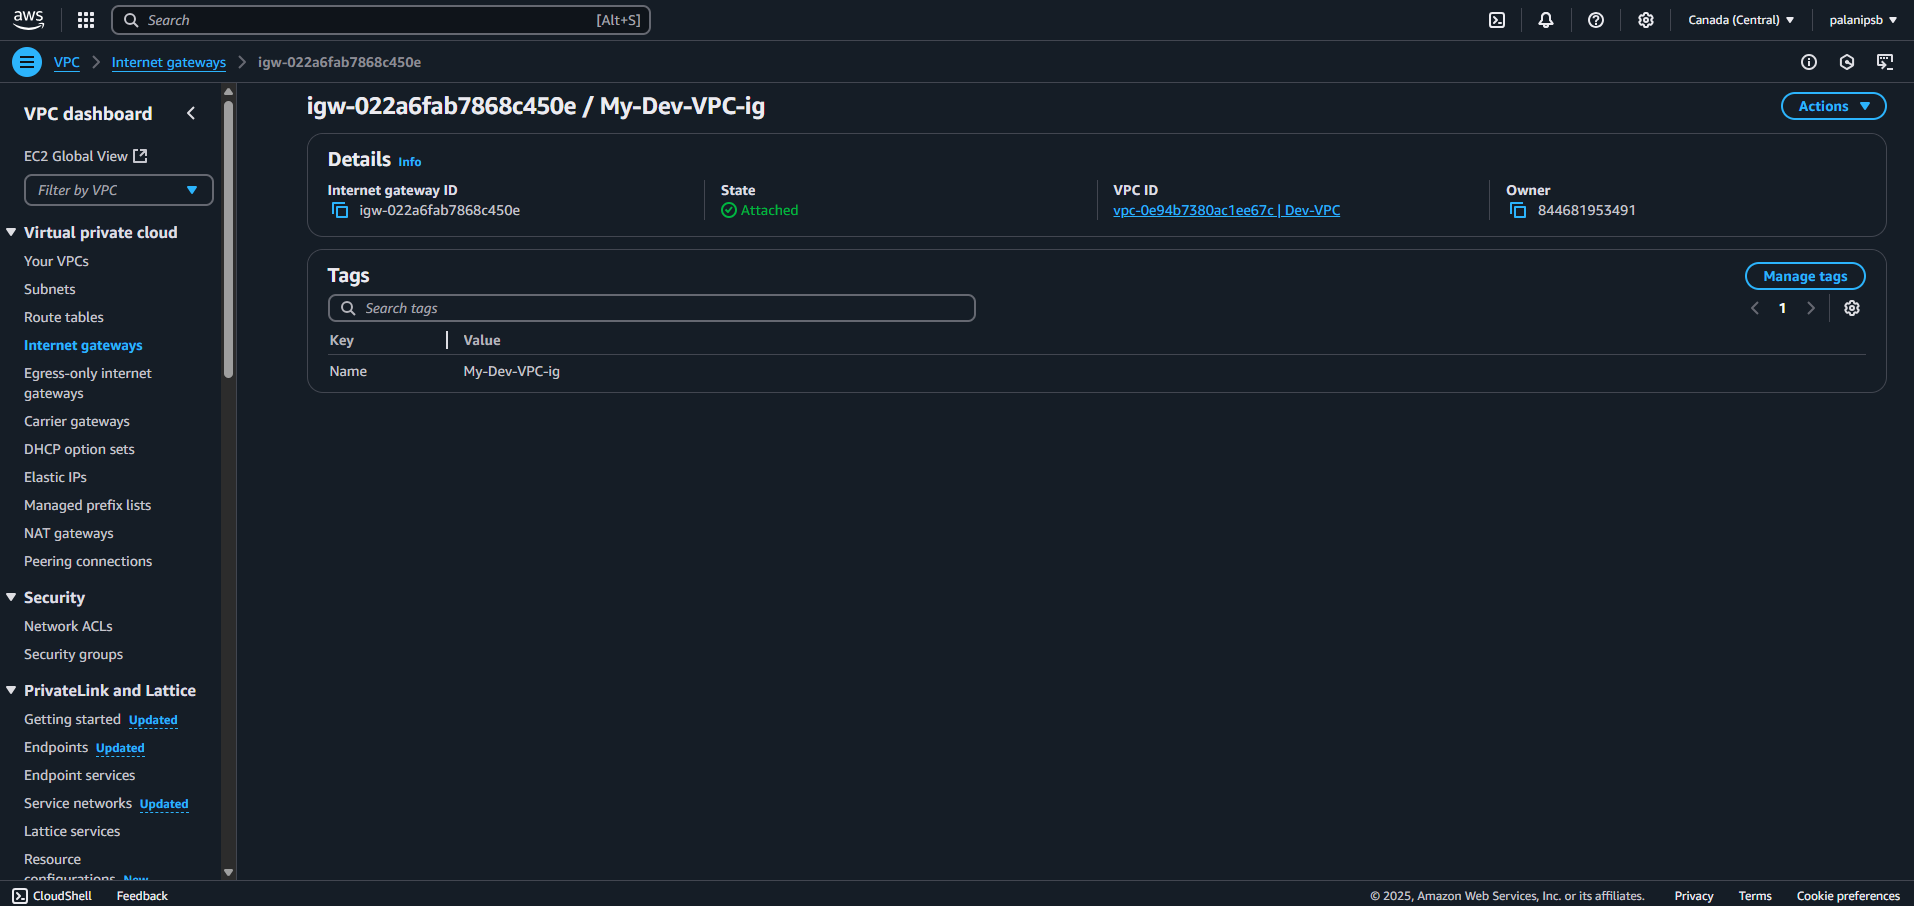 aws
Search [Alt+S]
Canada (Central)
palanipsb
VPC
Internet gateways
igw-022a6fab7868c450e
VPC dashboard
EC2 Global View
Filter by VPC
Virtual private cloud
Your VPCs
Subnets
Route tables
Internet gateways
Egress-only internet
gateways
Carrier gateways
DHCP option sets
Elastic IPs
Managed prefix lists
NAT gateways
Peering connections
Security
Network ACLs
Security groups
PrivateLink and Lattice
Getting started Updated
Endpoints Updated
Endpoint services
Service networks Updated
Lattice services
Resource
configurations New
igw-022a6fab7868c450e / My-Dev-VPC-ig
Actions
Details Info
Internet gateway ID
igw-022a6fab7868c450e
State
Attached
VPC ID
vpc-0e94b7380ac1ee67c | Dev-VPC
Owner
844681953491
Tags
Manage tags
Search tags
1
Key Value
Name My-Dev-VPC-ig
CloudShell
Feedback
© 2025, Amazon Web Services, Inc. or its affiliates.
Privacy
Terms
Cookie preferences